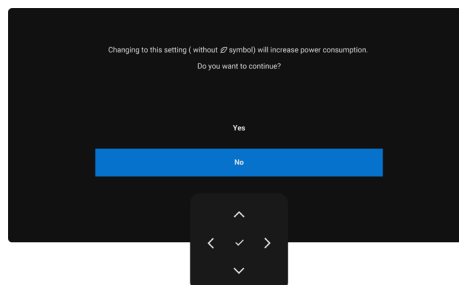 Changing to this setting ( without symbol) will increase power consumption.
Do you want to continue?
Yes
No